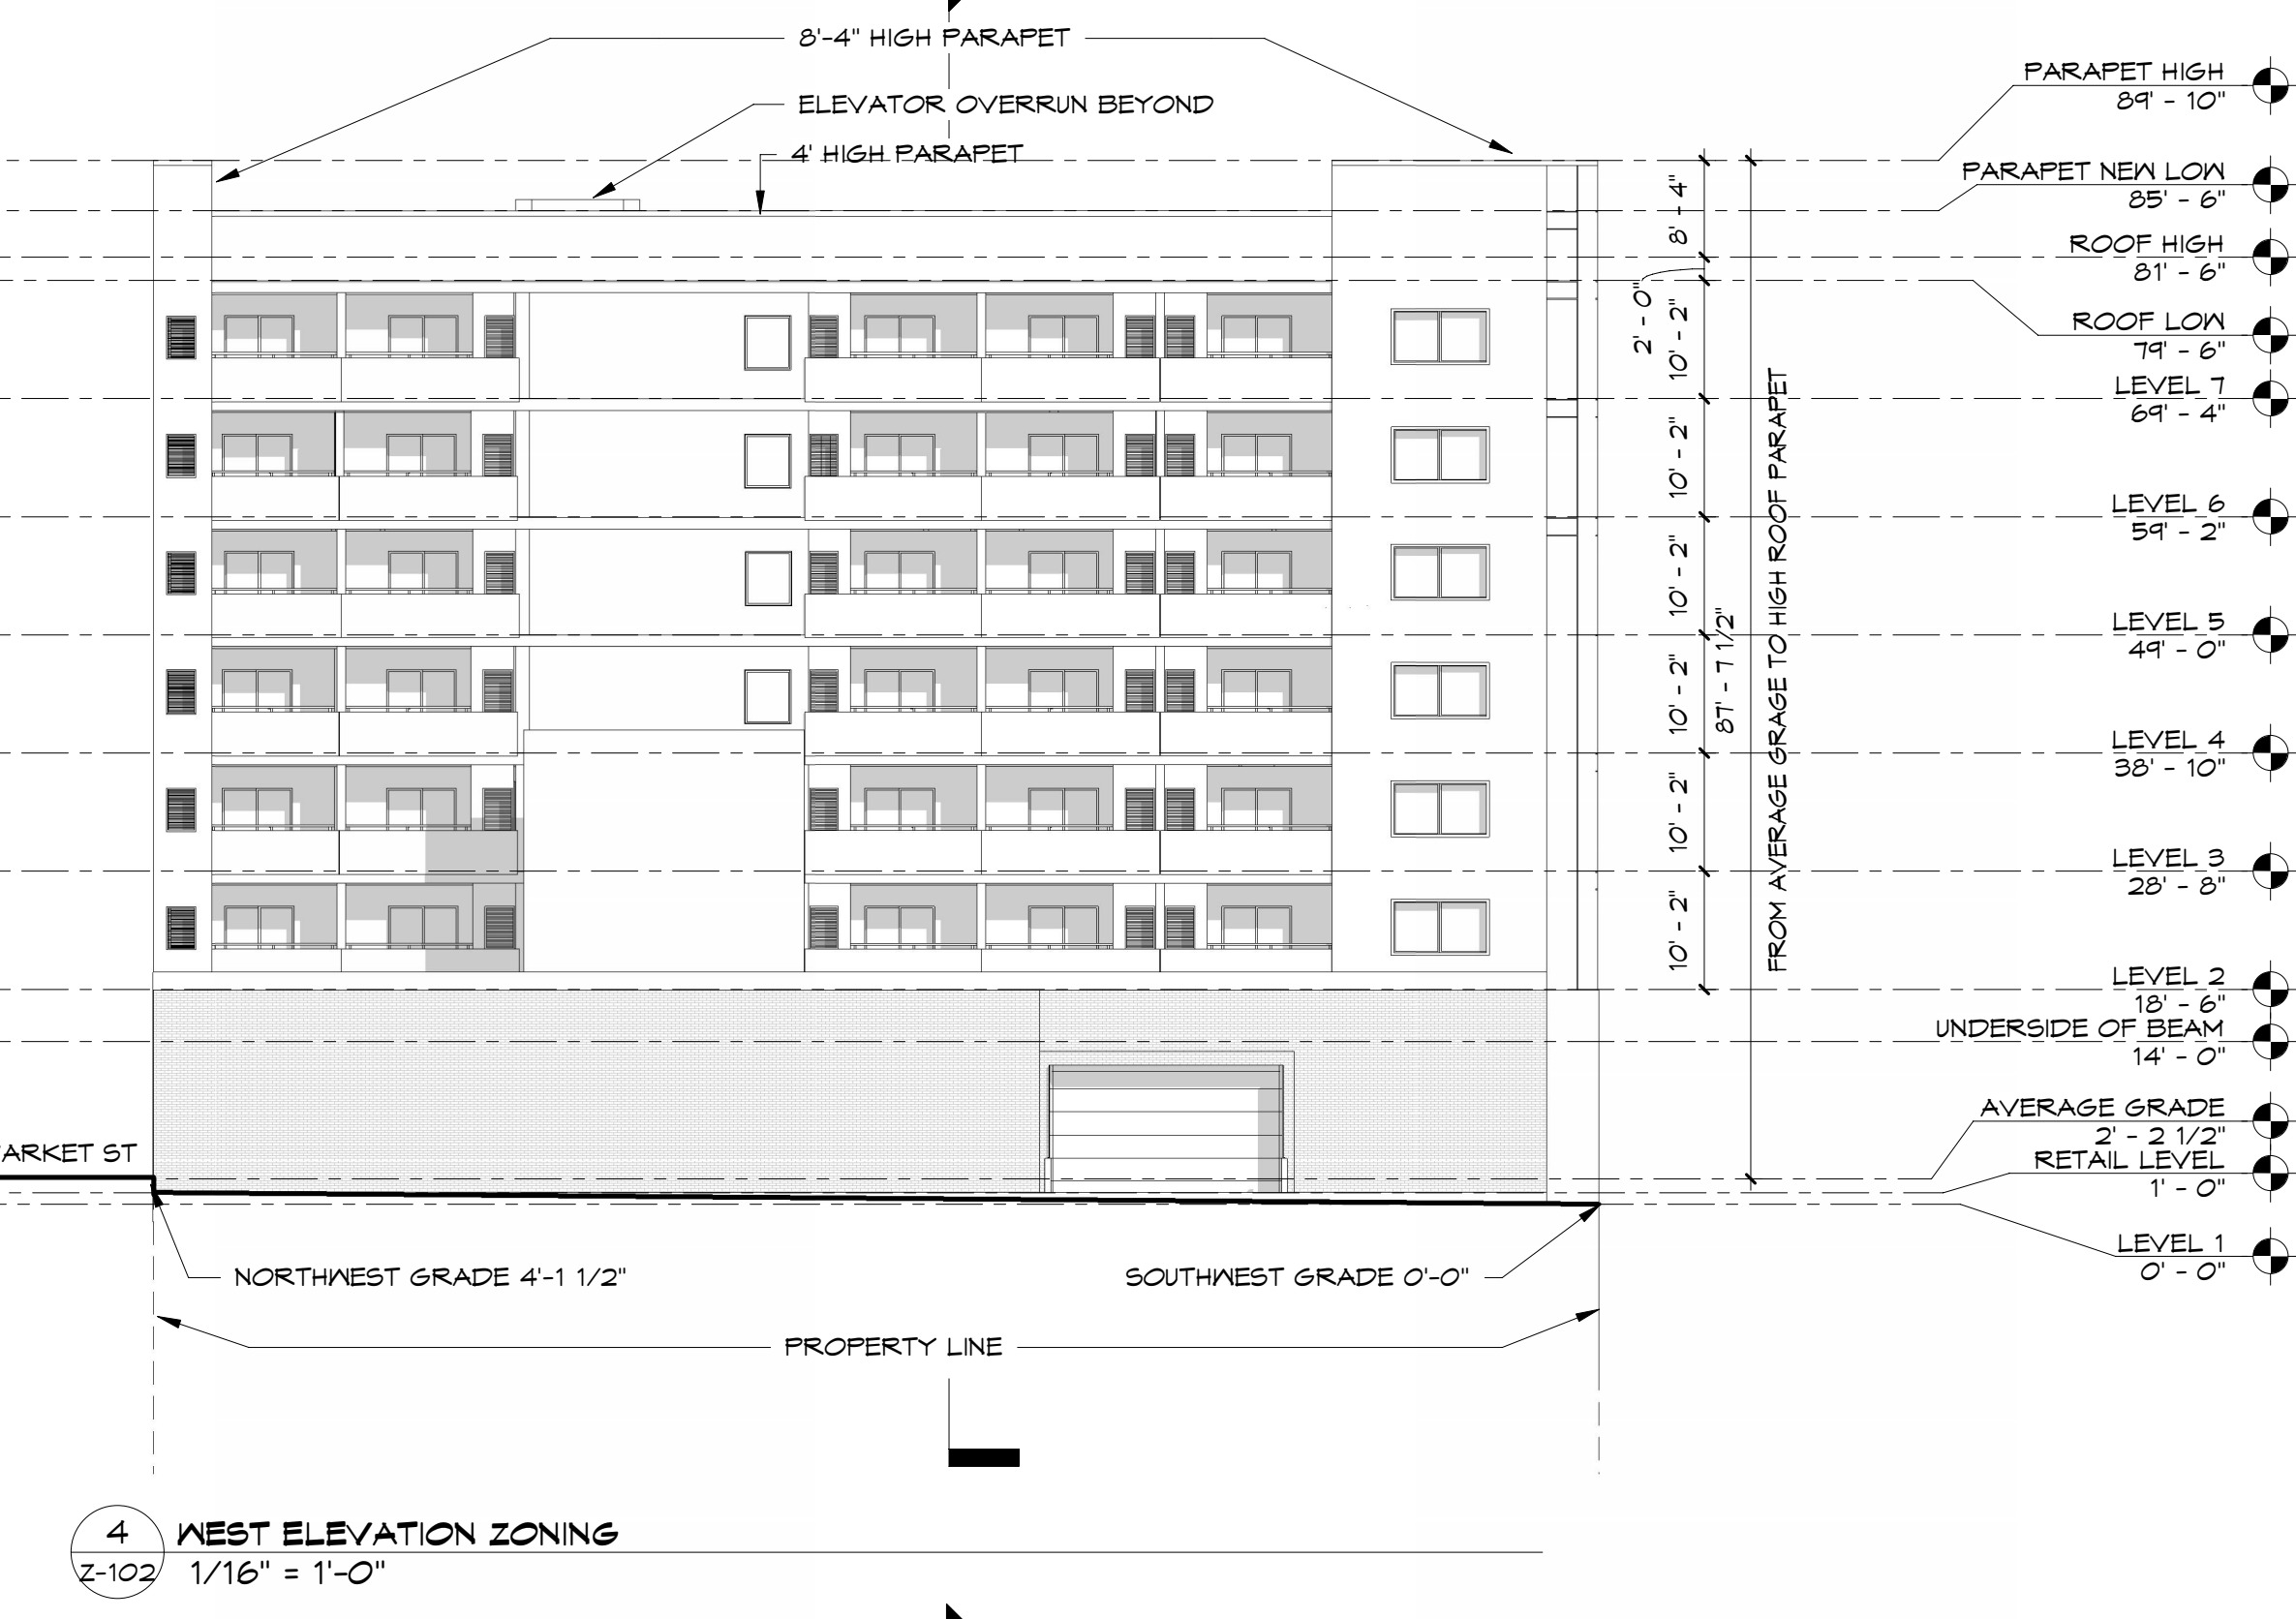 8'-4" HIGH PARAPET
ELEVATOR OVERRUN BEYOND
4' HIGH PARAPET
PARAPET HIGH
89' - 10"
PARAPET NEW LOW
85' - 6"
ROOF HIGH
81' - 6"
ROOF LOW
79' - 6"
LEVEL 7
69' - 4"
LEVEL 6
59' - 2"
LEVEL 5
49' - 0"
LEVEL 4
38' - 10"
LEVEL 3
28' - 8"
LEVEL 2
18' - 6"
UNDERSIDE OF BEAM
14' - 0"
AVERAGE GRADE
2' - 2 1/2"
RETAIL LEVEL
1' - 0"
LEVEL 1
0' - 0"
8' - 4"
2' - 0"
10' - 2"
10' - 2"
10' - 2"
10' - 2"
10' - 2"
10' - 2"
87' - 7 1/2"
FROM AVERAGE GRAGE TO HIGH ROOF PARAPET
ARKET ST
NORTHWEST GRADE 4'-1 1/2"
SOUTHWEST GRADE 0'-0"
PROPERTY LINE
4
Z-102
WEST ELEVATION ZONING
1/16" = 1'-0"